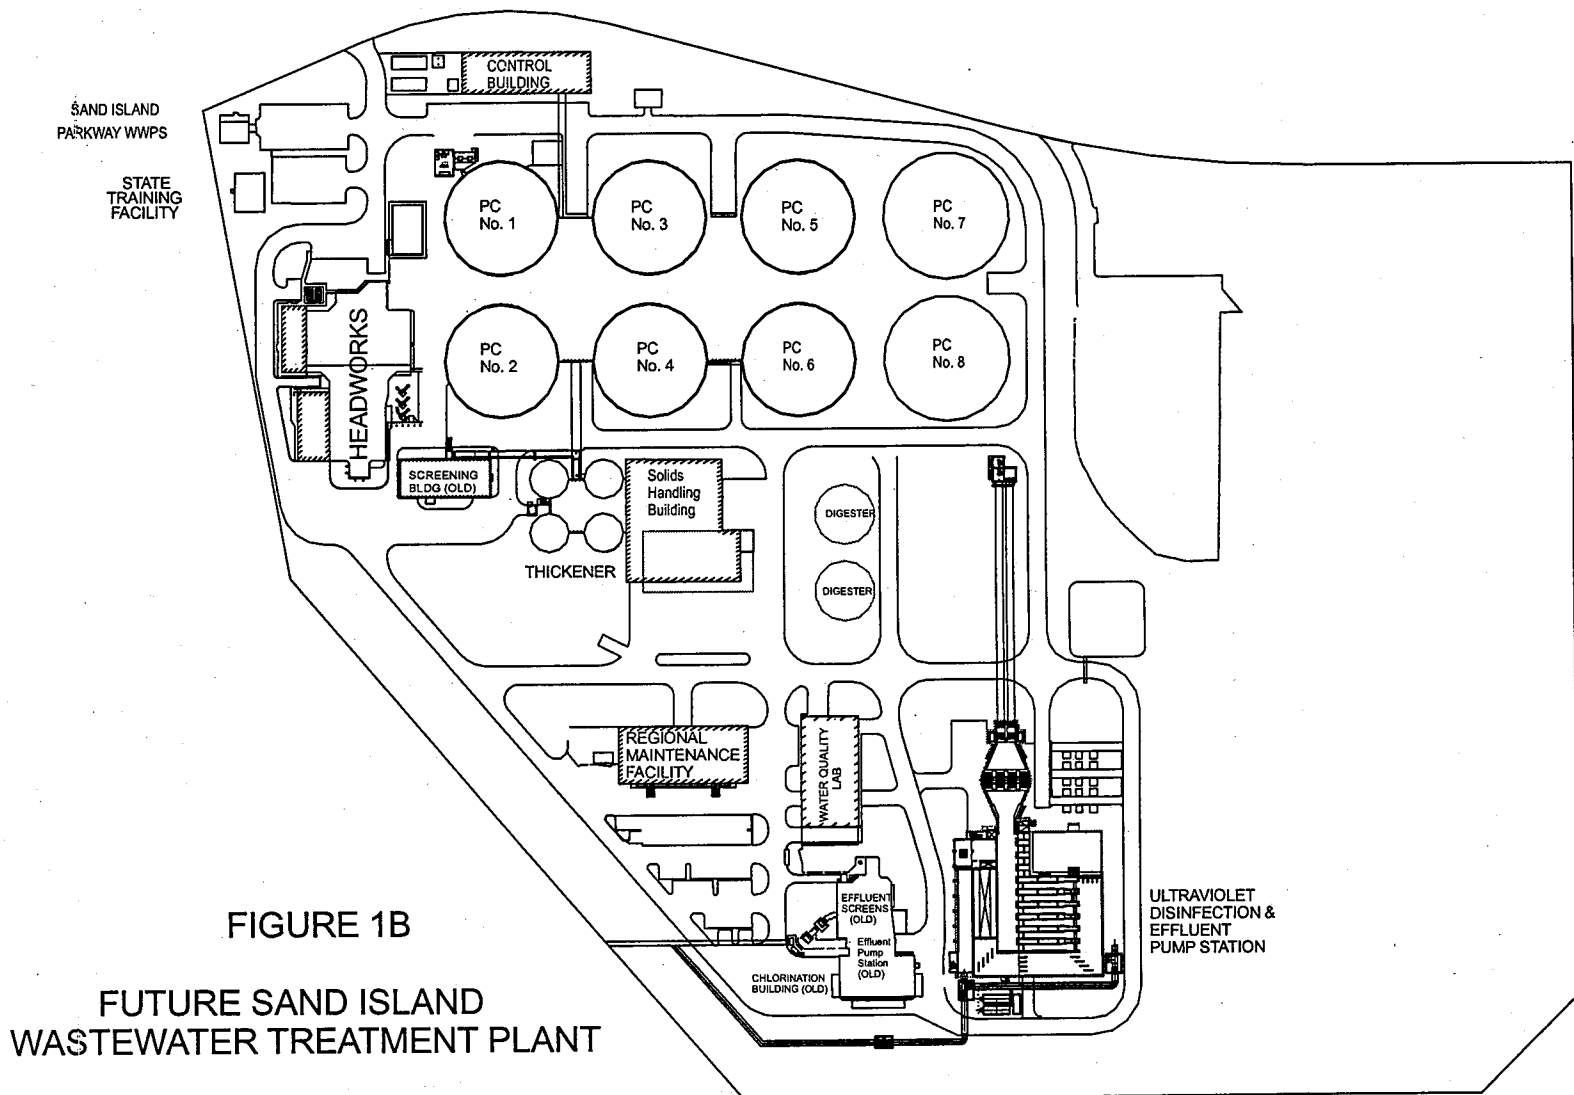 CONTROL
BUILDING
SAND ISLAND
PARKWAY WWPS
STATE
TRAINING
FACILITY
PC
No. 1
PC
No. 3
PC
No. 5
PC
No. 7
HEADWORKS
PC
No. 2
PC
No. 4
PC
No. 6
PC
No. 8
SCREENING
BLDG (OLD)
Solids
Handling
Building
THICKENER
DIGESTER
DIGESTER
REGIONAL
MAINTENANCE
FACILITY
WATER QUALITY
LAB
EFFLUENT
SCREENS
(OLD)
Effluent
Pump
Station
(OLD)
CHLORINATION
BUILDING (OLD)
ULTRAVIOLET
DISINFECTION &
EFFLUENT
PUMP STATION
FIGURE 1B
FUTURE SAND ISLAND
WASTEWATER TREATMENT PLANT